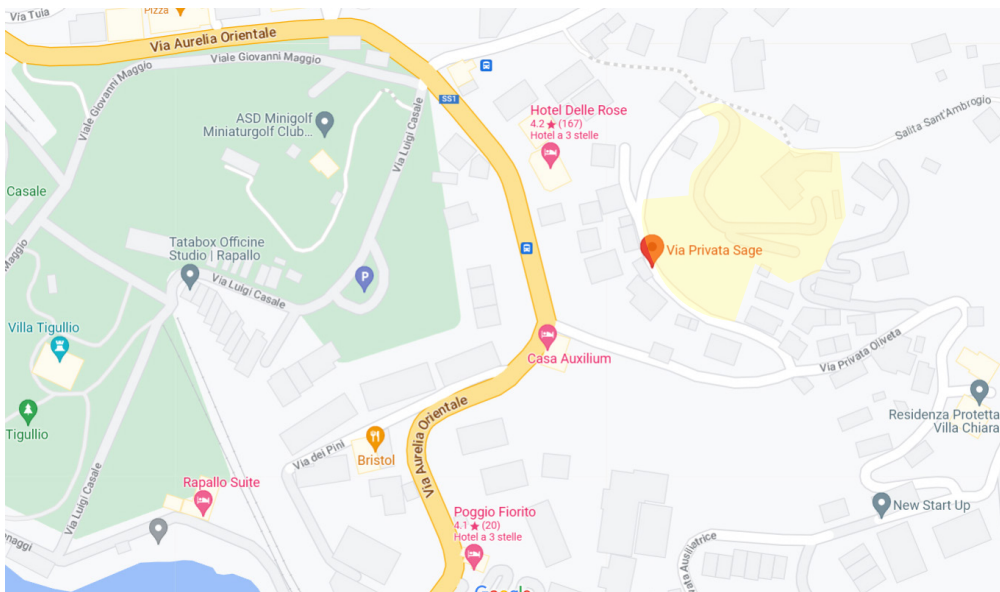 Via Tuia
Pizza
Via Aurelia Orientale
Viale Giovanni Maggio
Viale Giovanni Maggio
SS1
ASD Minigolf
Miniaturgolf Club...
Via Luigi Casale
Hotel Delle Rose
4.2 ★ (167)
Hotel a 3 stelle
Salita Sant'Ambrogio
Casale
Maggio
Tatabox Officine
Studio | Rapallo
Via Luigi Casale
P
Via Privata Sage
Villa Tigullio
Casa Auxilium
Via Privata Oliveta
Via Aurelia Orientale
Tigullio
Via dei Pini
Bristol
Residenza Protetta
Villa Chiara
Rapallo Suite
Via Luigi Casale
Poggio Fiorito
4.1 ★ (20)
Hotel a 3 stelle
New Start Up
onaggi
ata Ausiliatrice
Google